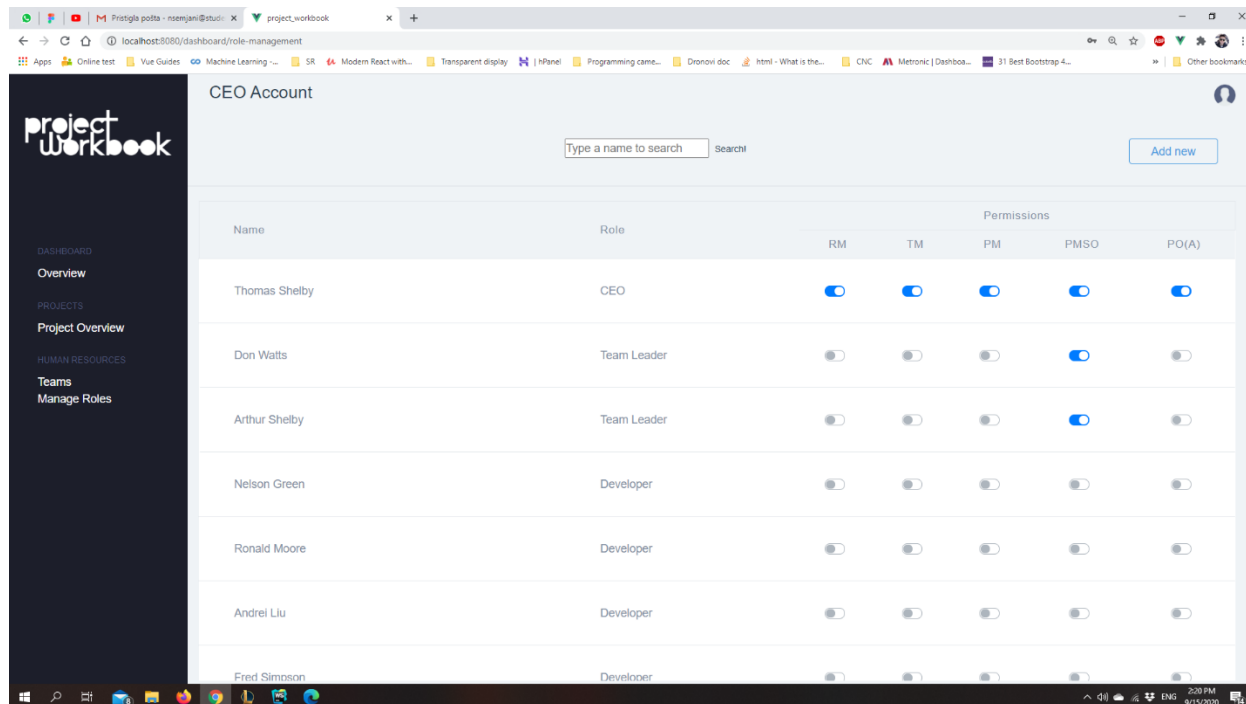 Pristigla pošta - nsemjani@stude
project_workbook
localhost:8080/dashboard/role-management
Apps Online test Vue Guides Machine Learning -... SR Modern React with... Transparent display | hPanel Programming came... Dronovi doc html - What is the... CNC Metronic | Dashboa... 31 Best Bootstrap 4... » Other bookmarks
CEO Account
project workbook
Type a name to search Search!
Add new
DASHBOARD
Overview
PROJECTS
Project Overview
HUMAN RESOURCES
Teams
Manage Roles
Name Role Permissions
RM TM PM PMSO PO(A)
Thomas Shelby CEO
Don Watts Team Leader
Arthur Shelby Team Leader
Nelson Green Developer
Ronald Moore Developer
Andrei Liu Developer
Fred Simpson Developer
ENG 2:20 PM
9/15/2020